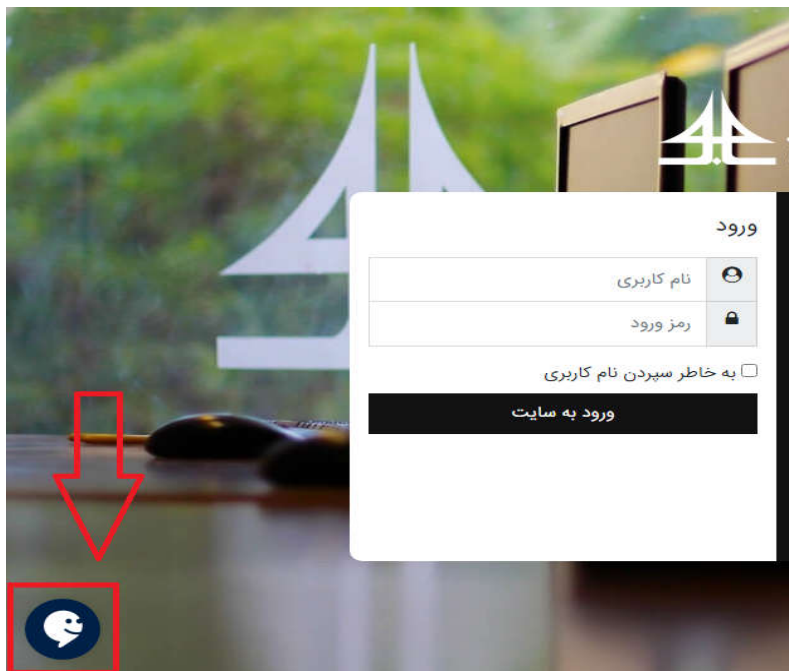 ورود
نام کاربری
رمز ورود
به خاطر سپردن نام کاربری
ورود به سایت